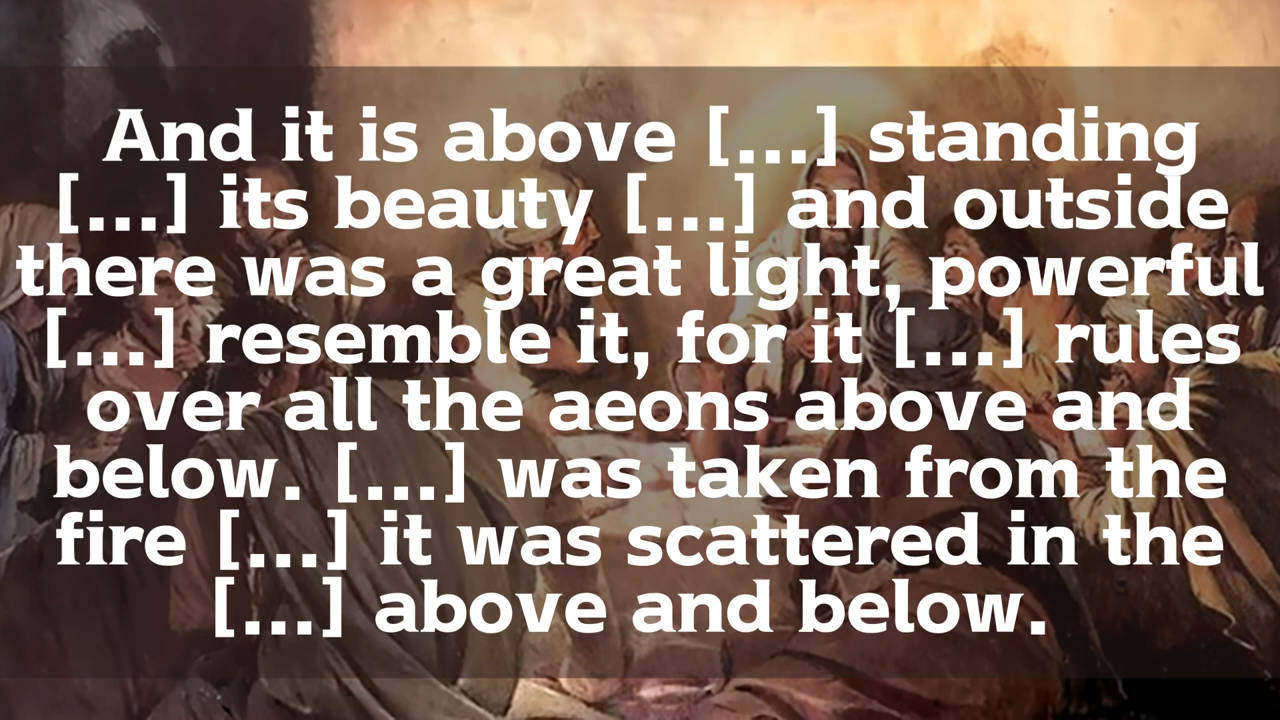 And it is above [...] standing
[...] its beauty [...] and outside
there was a great light, powerful
[...] resemble it, for it [...] rules
over all the aeons above and
below. [...] was taken from the
fire [...] it was scattered in the
[...] above and below.